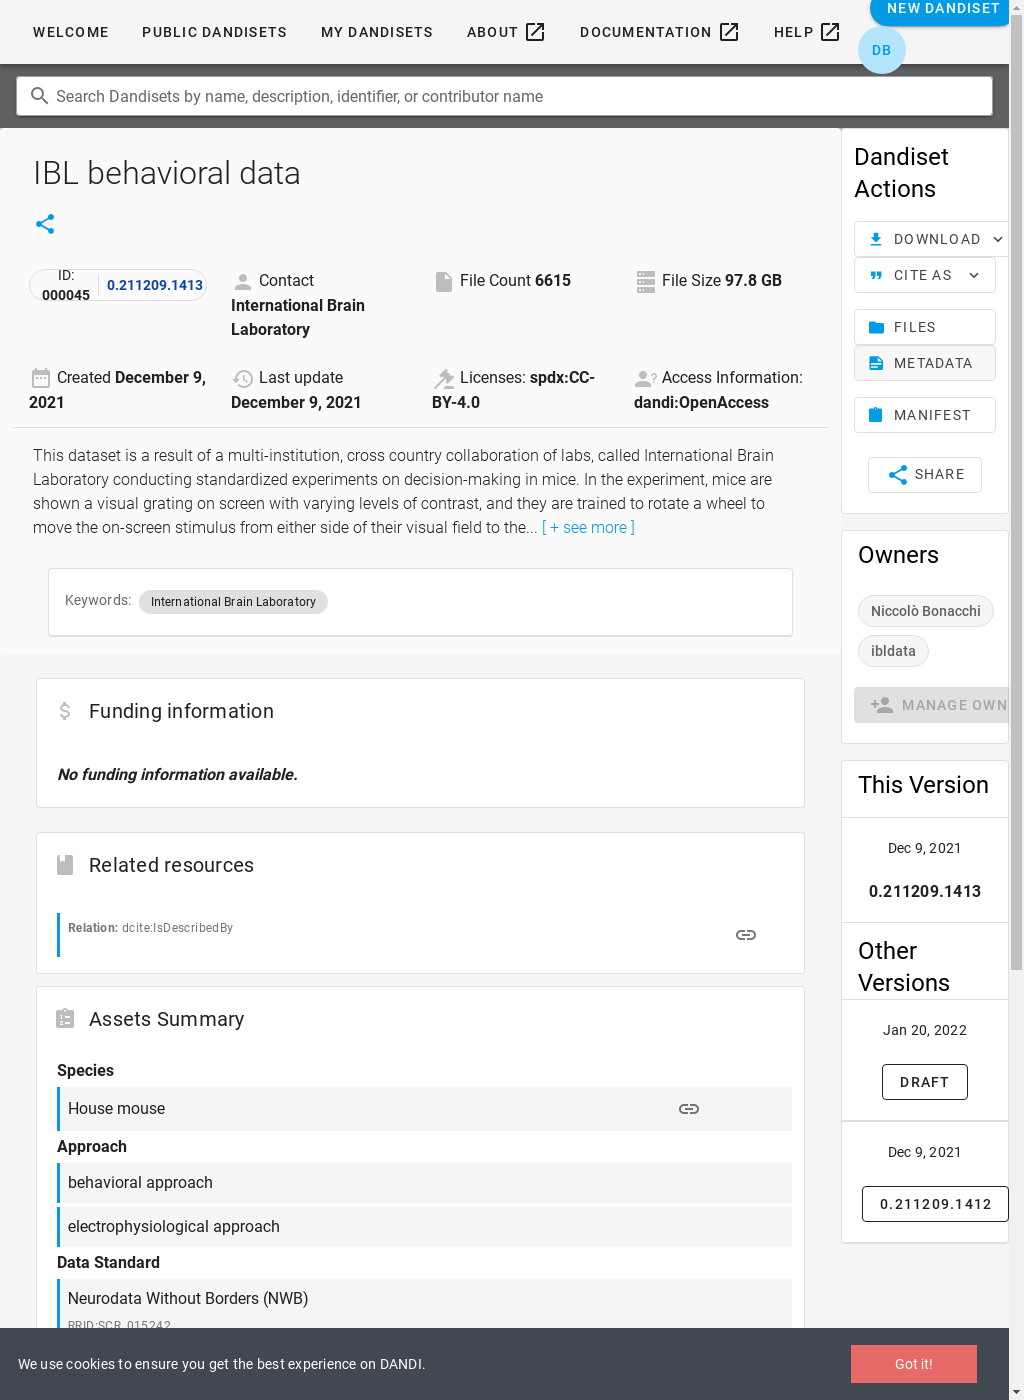 WELCOME
PUBLIC DANDISETS
MY DANDISETS
ABOUT
DOCUMENTATION
HELP
NEW DANDISET
DB
Search Dandisets by name, description, identifier, or contributor name
IBL behavioral data
ID:
000045
0.211209.1413
Contact
International Brain
Laboratory
File Count 6615
File Size 97.8 GB
Created December 9,
2021
Last update
December 9, 2021
Licenses: spdx:CC-
BY-4.0
Access Information:
dandi:OpenAccess
This dataset is a result of a multi-institution, cross country collaboration of labs, called International Brain
Laboratory conducting standardized experiments on decision-making in mice. In the experiment, mice are
shown a visual grating on screen with varying levels of contrast, and they are trained to rotate a wheel to
move the on-screen stimulus from either side of their visual field to the... [ + see more ]
Keywords:
International Brain Laboratory
Funding information
No funding information available.
Related resources
Relation: dcite:IsDescribedBy
Assets Summary
Species
House mouse
Approach
behavioral approach
electrophysiological approach
Data Standard
Neurodata Without Borders (NWB)
RRID:SCR_015242
Dandiset
Actions
DOWNLOAD
CITE AS
FILES
METADATA
MANIFEST
SHARE
Owners
Niccolò Bonacchi
ibldata
MANAGE OWN
This Version
Dec 9, 2021
0.211209.1413
Other
Versions
Jan 20, 2022
DRAFT
Dec 9, 2021
0.211209.1412
We use cookies to ensure you get the best experience on DANDI.
Got it!